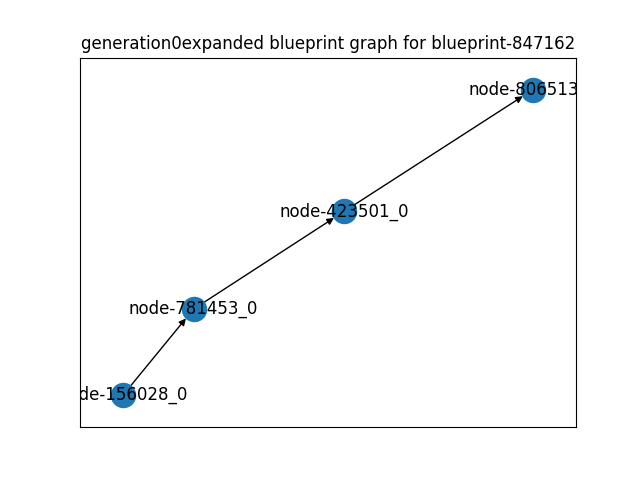 generation0expanded blueprint graph for blueprint-847162
node-806513
node-423501_0
node-781453_0
de-156028_0